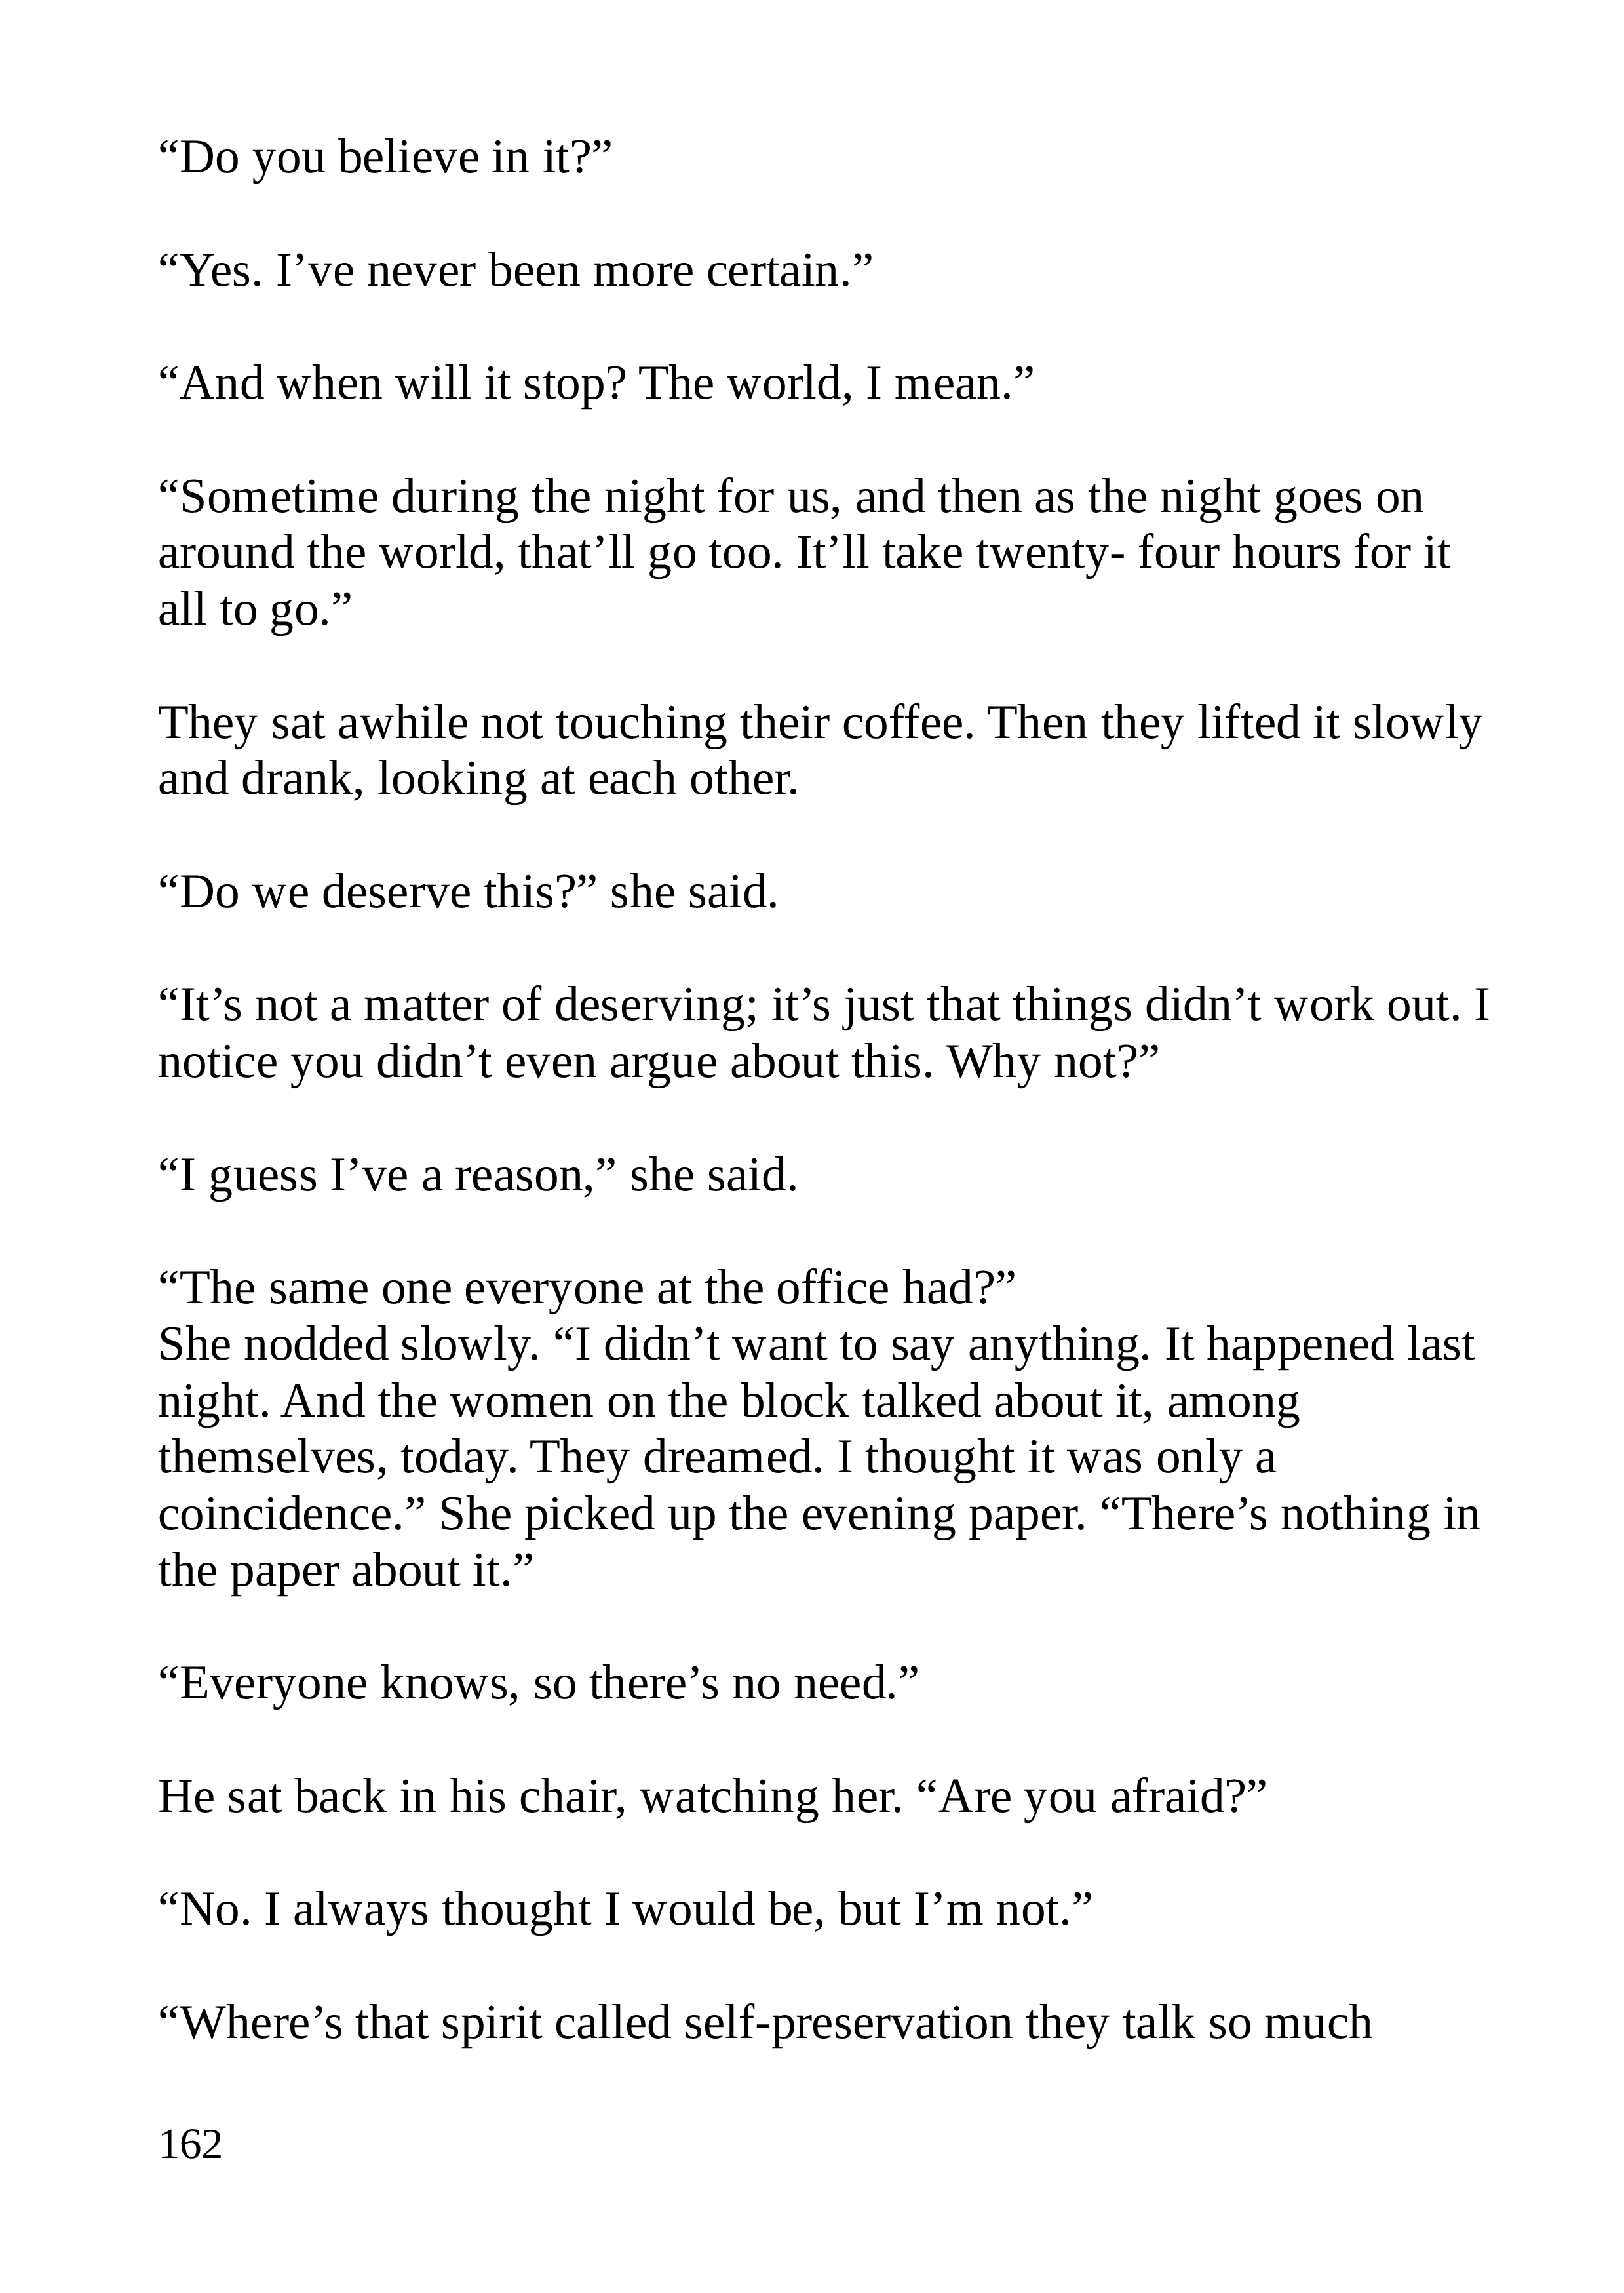 “Do you believe in it?”
“Yes. I’ve never been more certain.”
“And when will it stop? The world, I mean.”
“Sometime during the night for us, and then as the night goes on
around the world, that’ll go too. It’ll take twenty- four hours for it
all to go.”
They sat awhile not touching their coffee. Then they lifted it slowly
and drank, looking at each other.
“Do we deserve this?” she said.
“It’s not a matter of deserving; it’s just that things didn’t work out. I
notice you didn’t even argue about this. Why not?”
“I guess I’ve a reason,” she said.
“The same one everyone at the office had?”
She nodded slowly. “I didn’t want to say anything. It happened last
night. And the women on the block talked about it, among
themselves, today. They dreamed. I thought it was only a
coincidence.” She picked up the evening paper. “There’s nothing in
the paper about it.”
“Everyone knows, so there’s no need.”
He sat back in his chair, watching her. “Are you afraid?”
“No. I always thought I would be, but I’m not.”
“Where’s that spirit called self-preservation they talk so much
162